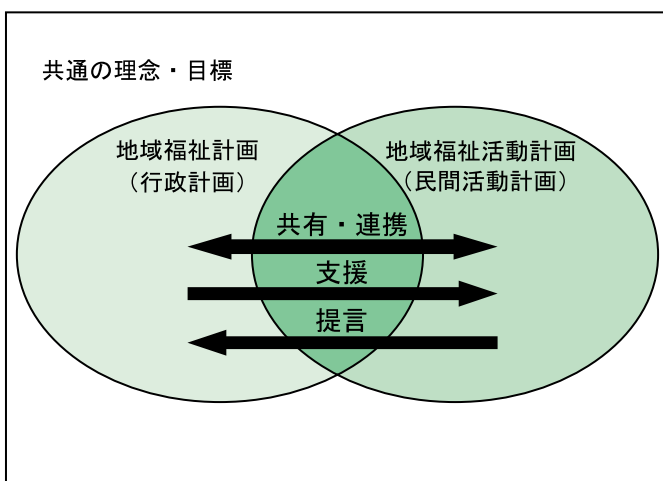 共通の理念・目標
地域福祉計画
（行政計画）
地域福祉活動計画
（民間活動計画）
共有・連携
支援
提言